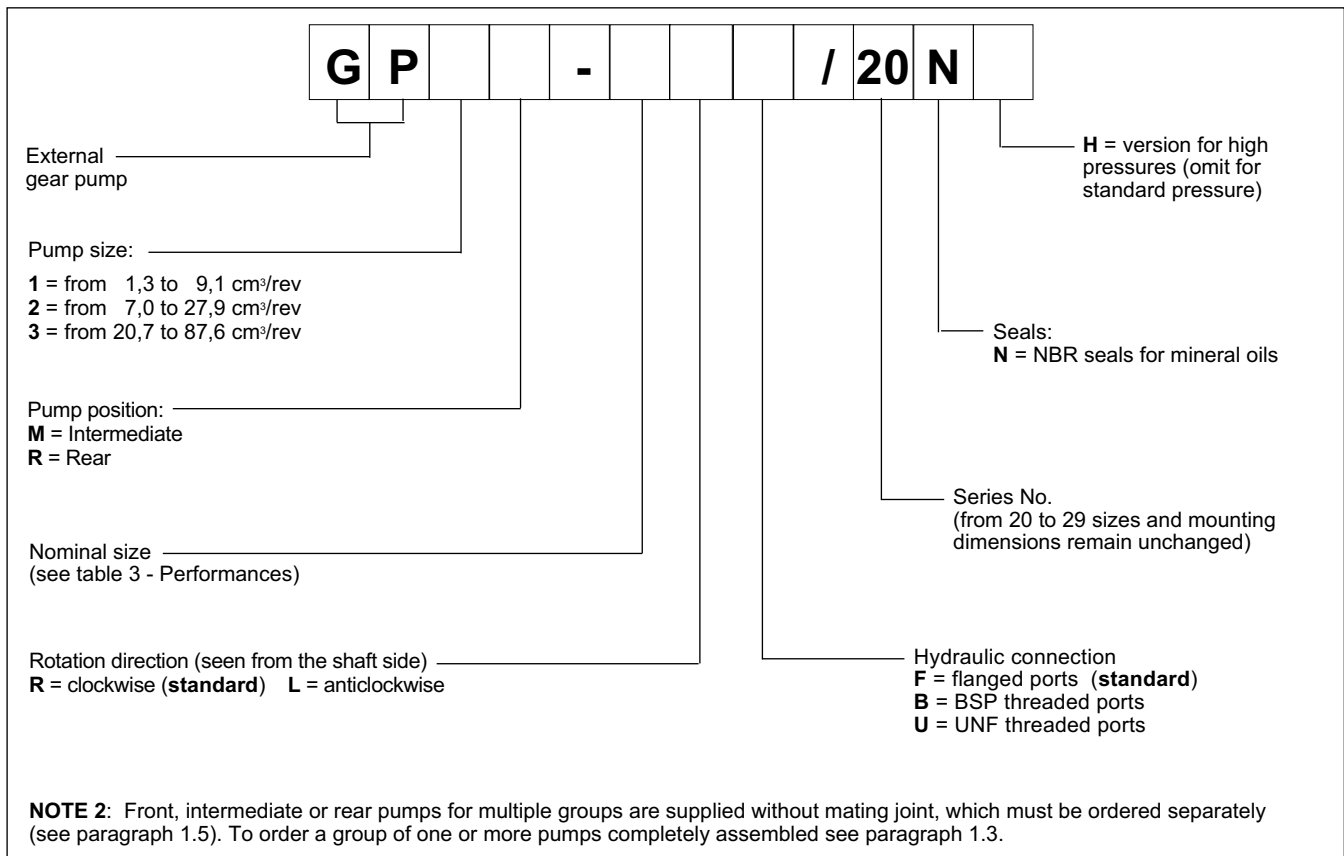 G P - / 20 N
External
gear pump
H = version for high
pressures (omit for
standard pressure)
Pump size:
1 = from 1,3 to 9,1 cm³/rev
2 = from 7,0 to 27,9 cm³/rev
3 = from 20,7 to 87,6 cm³/rev
Seals:
N = NBR seals for mineral oils
Pump position:
M = Intermediate
R = Rear
Series No.
(from 20 to 29 sizes and mounting
dimensions remain unchanged)
Nominal size
(see table 3 - Performances)
Rotation direction (seen from the shaft side)
R = clockwise (standard) L = anticlockwise
Hydraulic connection
F = flanged ports (standard)
B = BSP threaded ports
U = UNF threaded ports
NOTE 2: Front, intermediate or rear pumps for multiple groups are supplied without mating joint, which must be ordered separately
(see paragraph 1.5). To order a group of one or more pumps completely assembled see paragraph 1.3.